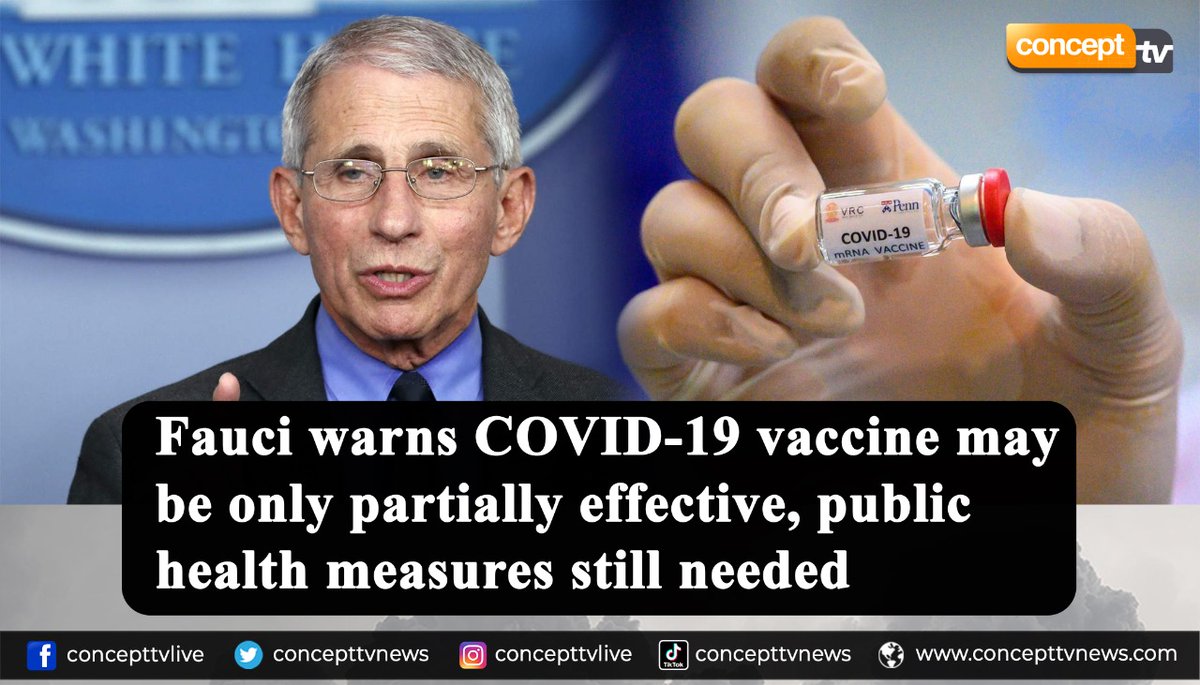 WHITE H
WASHINGTON
concept tv
VRC Penn
COVID-19
mRNA VACCINE
Fauci warns COVID-19 vaccine may
be only partially effective, public
health measures still needed
concepttvlive concepttvnews concepttvlive TikTok concepttvnews www.concepttvnews.com